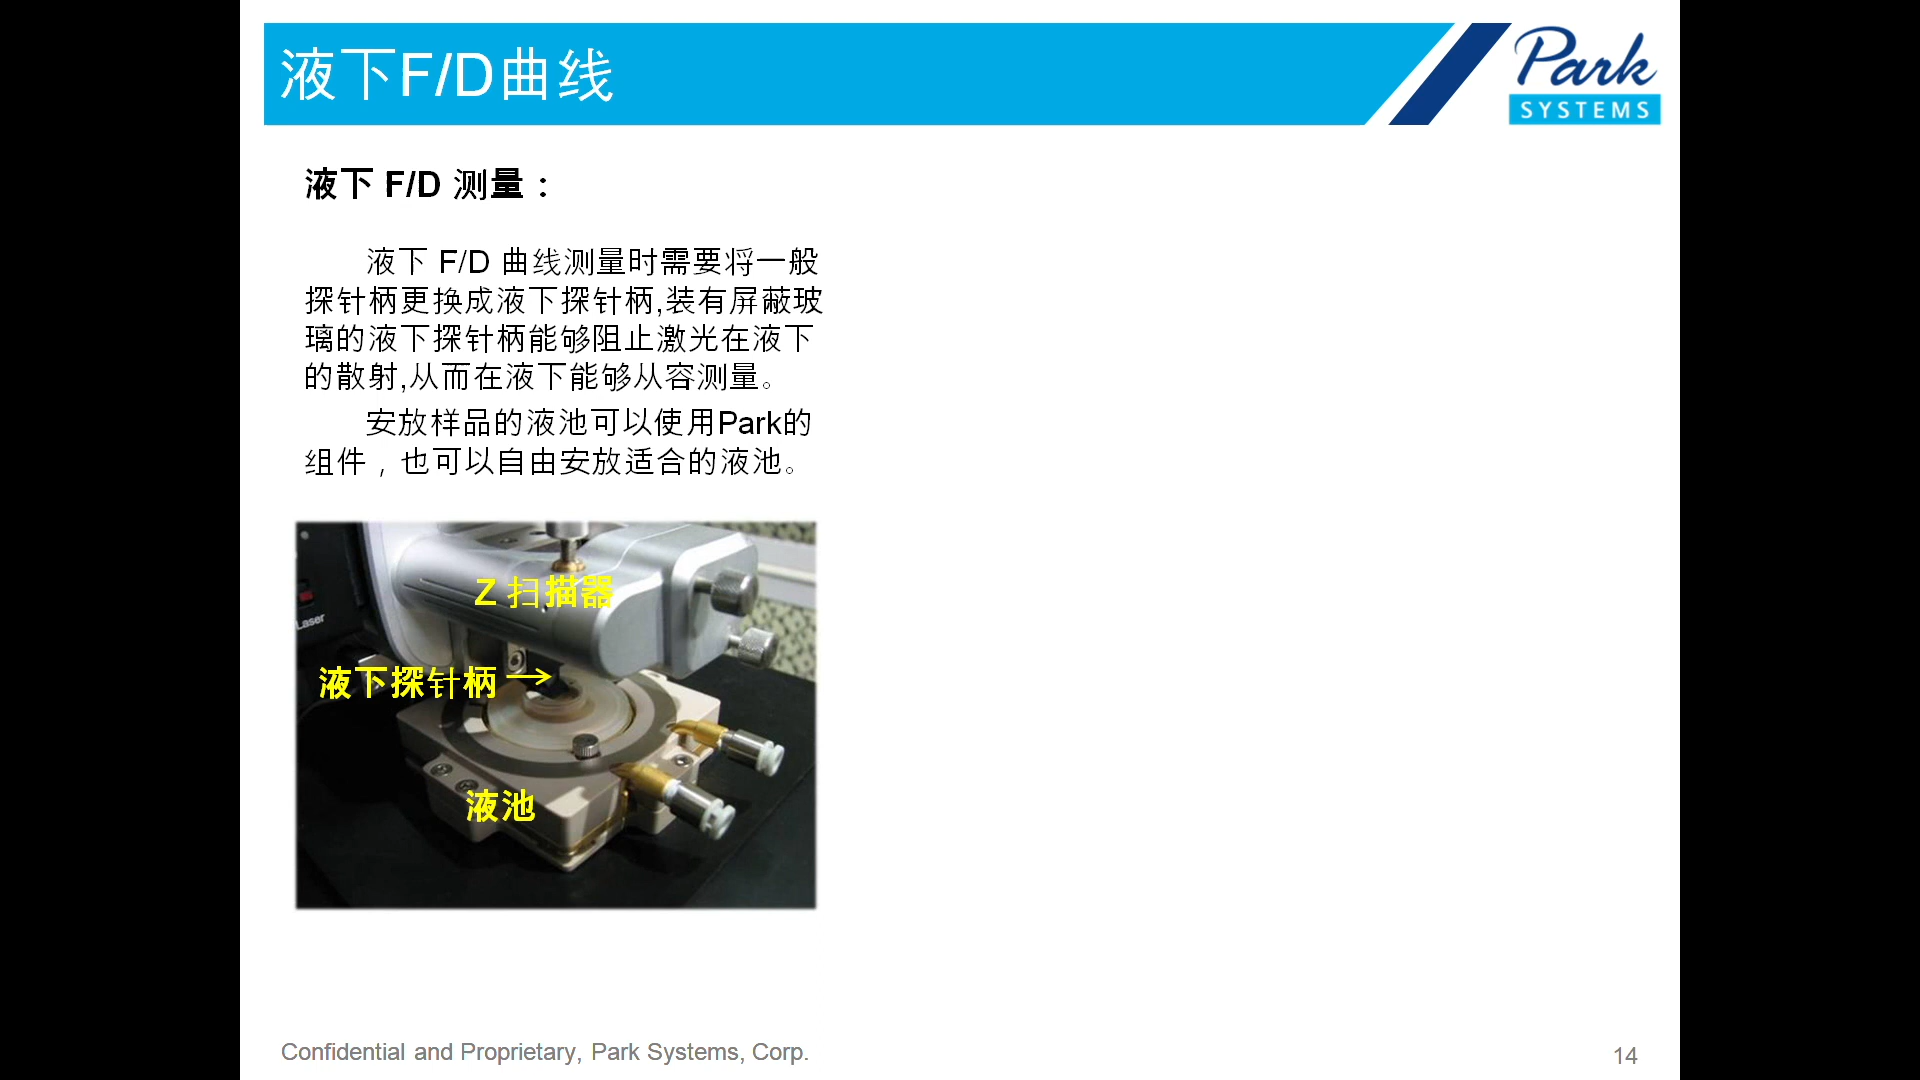 液下F/D曲线
Park
SYSTEMS
液下 F/D 测量：
液下 F/D 曲线测量时需要将一般
探针柄更换成液下探针柄,装有屏蔽玻
璃的液下探针柄能够阻止激光在液下
的散射,从而在液下能够从容测量。
安放样品的液池可以使用Park的
组件，也可以自由安放适合的液池。
Z 扫描器
Laser
液下探针柄
液池
Confidential and Proprietary, Park Systems, Corp.
14